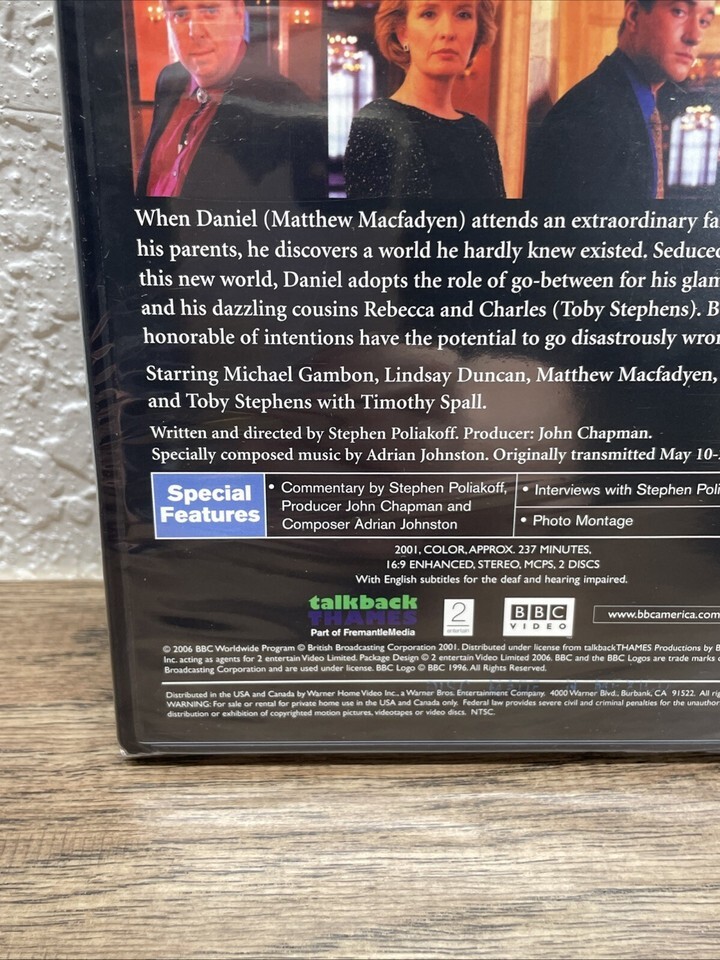 When Daniel (Matthew Macfadyen) attends an extraordinary fa
his parents, he discovers a world he hardly knew existed. Seduced
this new world, Daniel adopts the role of go-between for his glam
and his dazzling cousins Rebecca and Charles (Toby Stephens). B
honorable of intentions have the potential to go disastrously wron
Starring Michael Gambon, Lindsay Duncan, Matthew Macfadyen,
and Toby Stephens with Timothy Spall.
Written and directed by Stephen Poliakoff. Producer: John Chapman.
Specially composed music by Adrian Johnston. Originally transmitted May 10-
Special Features
• Commentary by Stephen Poliakoff,
Producer John Chapman and
Composer Adrian Johnston
• Interviews with Stephen Poli
• Photo Montage
2001, COLOR, APPROX. 237 MINUTES,
16:9 ENHANCED, STEREO, MCPS, 2 DISCS
With English subtitles for the deaf and hearing impaired.
talkback
THAMES
Part of FremantleMedia
2
entertain
BBC
VIDEO
www.bbcamerica.com
© 2006 BBC Worldwide Program © British Broadcasting Corporation 2001. Distributed under license from talkbackTHAMES Productions by B
Inc. acting as agents for 2 entertain Video Limited. Package Design © 2 entertain Video Limited 2006. BBC and the BBC Logos are trade marks o
Broadcasting Corporation and are used under license. BBC Logo © BBC 1996. All Rights Reserved.
Distributed in the USA and Canada by Warner Home Video Inc., a Warner Bros. Entertainment Company. 4000 Warner Blvd., Burbank, CA 91522. All rig
WARNING: For sale or rental for private home use in the USA and Canada only. Federal law provides severe civil and criminal penalties for the unauthor
distribution or exhibition of copyrighted motion pictures, videotapes or video discs. NTSC.